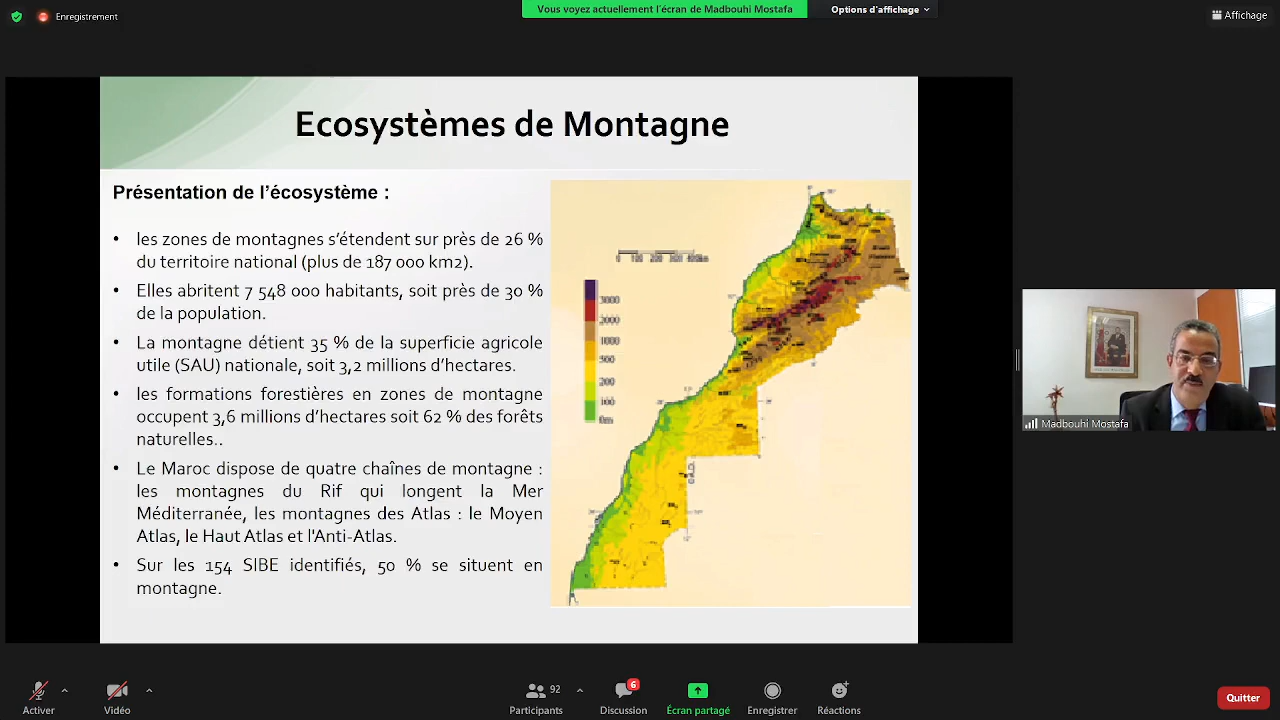 Enregistrement
Vous voyez actuellement l'écran de Madbouhi Mostafa
Options d'affichage
Affichage
Ecosystèmes de Montagne
Présentation de l'écosystème :
• les zones de montagnes s'étendent sur près de 26 %
du territoire national (plus de 187 000 km2).
• Elles abritent 7 548 000 habitants, soit près de 30 %
de la population.
• La montagne détient 35 % de la superficie agricole
utile (SAU) nationale, soit 3,2 millions d'hectares.
• les formations forestières en zones de montagne
occupent 3,6 millions d'hectares soit 62 % des forêts
naturelles..
• Le Maroc dispose de quatre chaînes de montagne :
les montagnes du Rif qui longent la Mer
Méditerranée, les montagnes des Atlas : le Moyen
Atlas, le Haut Atlas et l'Anti-Atlas.
• Sur les 154 SIBE identifiés, 50 % se situent en
montagne.
0 100 200 300
3000
2000
1000
500
200
100
0m
Madbouhi Mostafa
Activer
Vidéo
92
Participants
6
Discussion
Écran partagé
Enregistrer
Réactions
Quitter